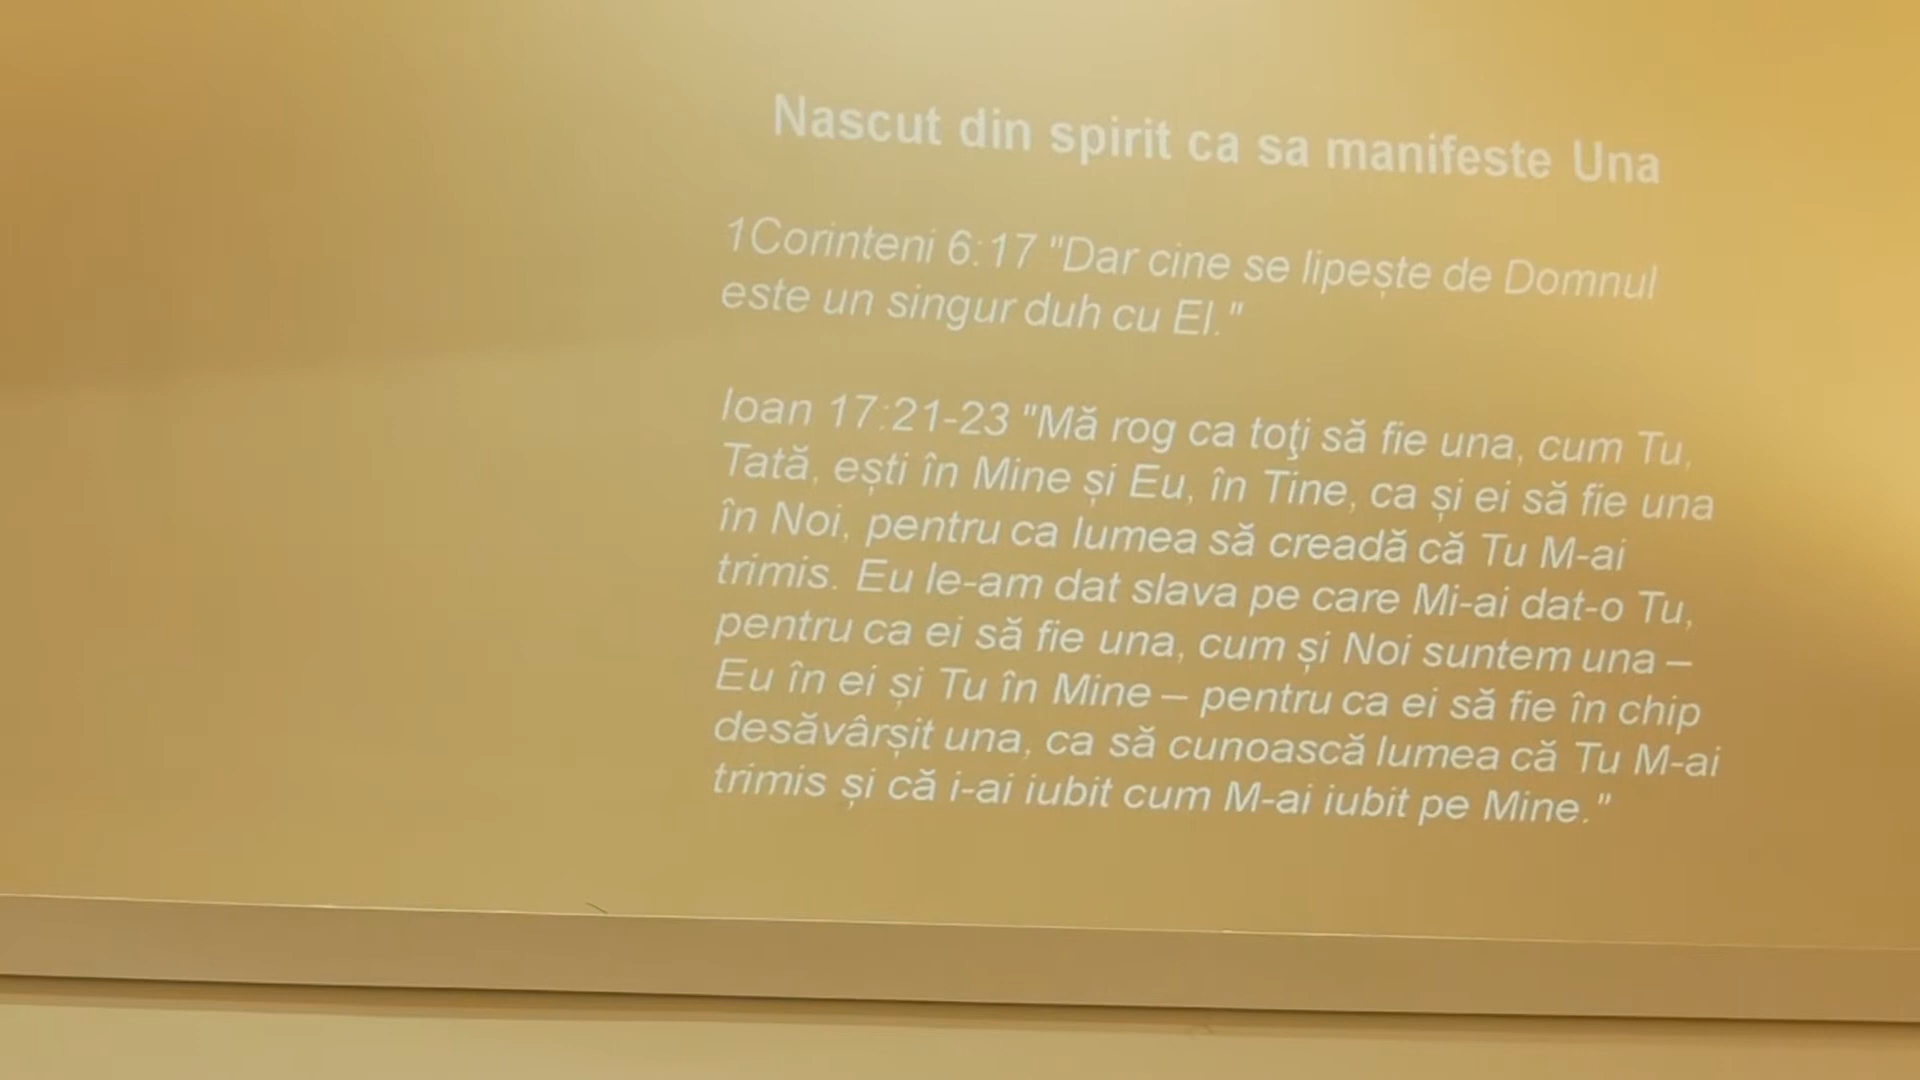 Nascut din spirit ca sa manifeste Una
1Corinteni 6:17 "Dar cine se lipește de Domnul
este un singur duh cu El."
Ioan 17:21-23 "Mă rog ca toţi să fie una, cum Tu,
Tată, ești în Mine și Eu, în Tine, ca și ei să fie una
în Noi, pentru ca lumea să creadă că Tu M-ai
trimis. Eu le-am dat slava pe care Mi-ai dat-o Tu,
pentru ca ei să fie una, cum și Noi suntem una –
Eu în ei și Tu în Mine – pentru ca ei să fie în chip
desăvârșit una, ca să cunoască lumea că Tu M-ai
trimis și că i-ai iubit cum M-ai iubit pe Mine."